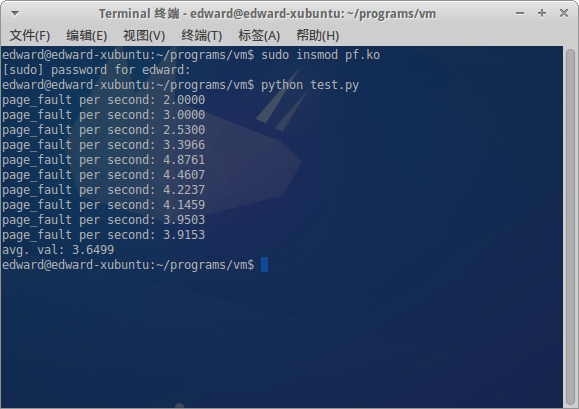 Terminal 终端 - edward@edward-xubuntu: ~/programs/vm
文件(F) 编辑(E) 视图(V) 终端(T) 标签(A) 帮助(H)
edward@edward-xubuntu:~/programs/vm$ sudo insmod pf.ko
[sudo] password for edward:
edward@edward-xubuntu:~/programs/vm$ python test.py
page_fault per second: 2.0000
page_fault per second: 3.0000
page_fault per second: 2.5300
page_fault per second: 3.3966
page_fault per second: 4.8761
page_fault per second: 4.4607
page_fault per second: 4.2237
page_fault per second: 4.1459
page_fault per second: 3.9503
page_fault per second: 3.9153
avg. val: 3.6499
edward@edward-xubuntu:~/programs/vm$